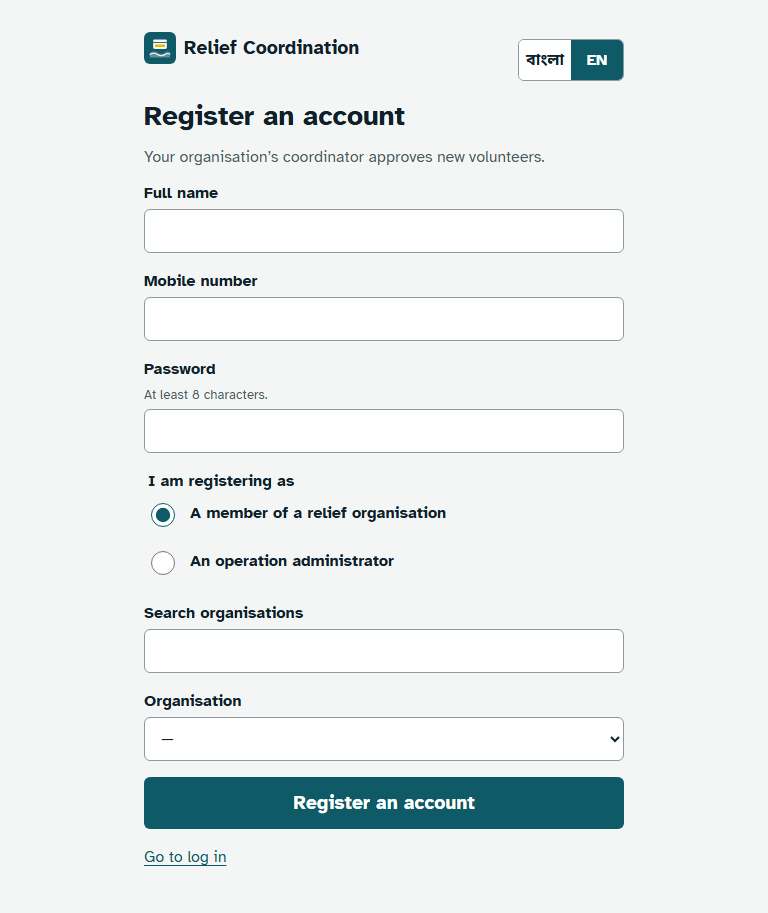 Relief Coordination
বাংলা EN
Register an account
Your organisation's coordinator approves new volunteers.
Full name
Mobile number
Password
At least 8 characters.
I am registering as
A member of a relief organisation
An operation administrator
Search organisations
Organisation
—
Register an account
Go to log in